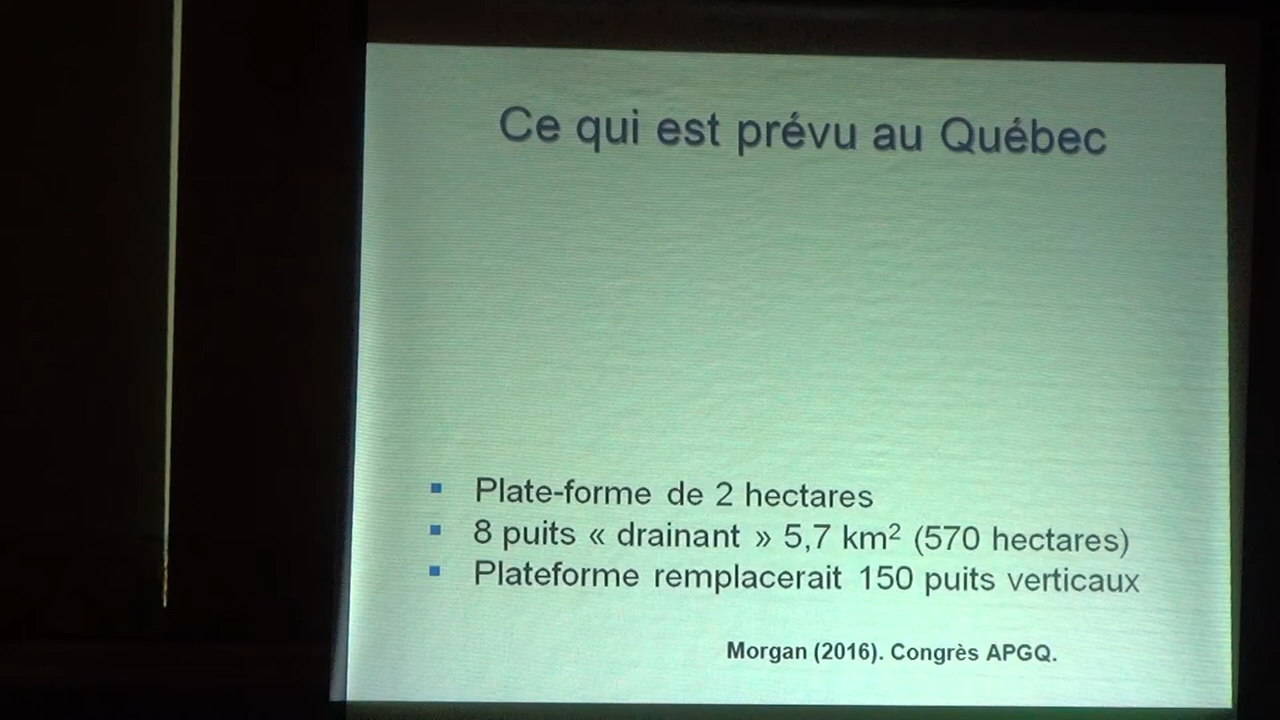 Ce qui est prévu au Québec
▪ Plate-forme de 2 hectares
▪ 8 puits « drainant » 5,7 km² (570 hectares)
▪ Plateforme remplacerait 150 puits verticaux
Morgan (2016). Congrès APGQ.